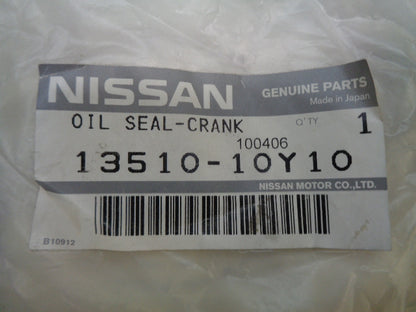 NISSAN
GENUINE PARTS
Made in Japan
OIL SEAL-CRANK
Q'TY
1
100406
13510-10Y10
NISSAN MOTOR CO.,LTD.
B10912